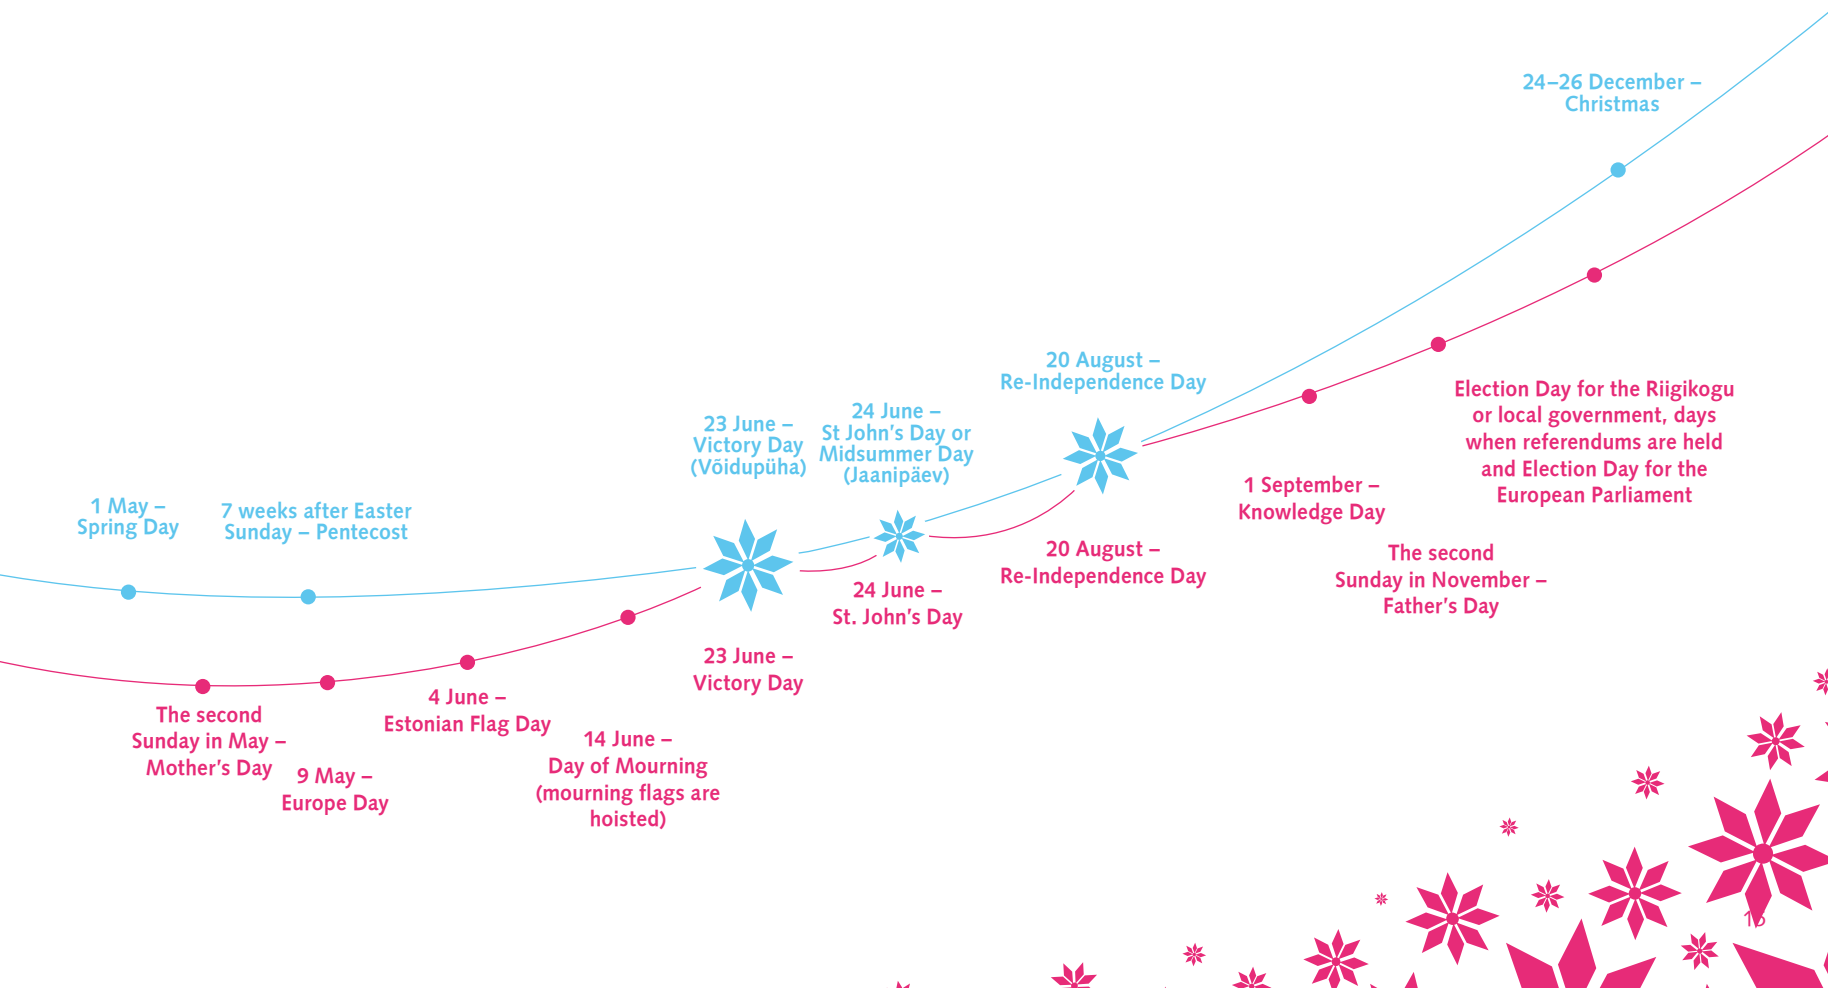 24–26 December –
Christmas
20 August –
Re-Independence Day
24 June –
St John’s Day or
Midsummer Day
(Jaanipäev)
23 June –
Victory Day
(Võidupüha)
1 May –
Spring Day
7 weeks after Easter
Sunday – Pentecost
The second
Sunday in May –
Mother’s Day
9 May –
Europe Day
4 June –
Estonian Flag Day
14 June –
Day of Mourning
(mourning flags are
hoisted)
23 June –
Victory Day
24 June –
St. John’s Day
20 August –
Re-Independence Day
1 September –
Knowledge Day
The second
Sunday in November –
Father’s Day
Election Day for the Riigikogu
or local government, days
when referendums are held
and Election Day for the
European Parliament